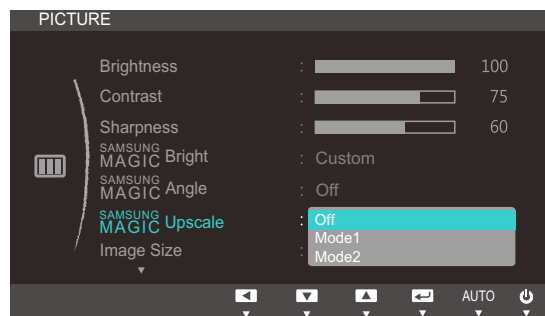 PICTURE
Brightness : 100
Contrast : 75
Sharpness : 60
SAMSUNG MAGIC Bright : Custom
SAMSUNG MAGIC Angle : Off
SAMSUNG MAGIC Upscale : Off
Mode1
Image Size : Mode2
AUTO